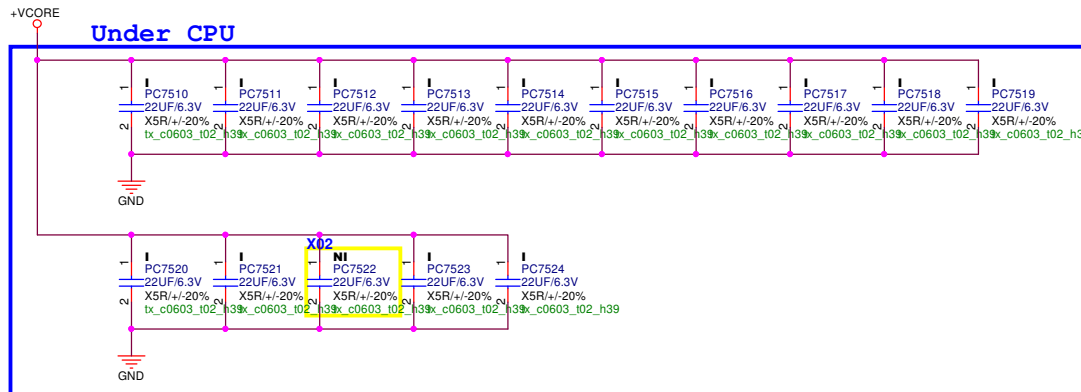 +VCORE
Under CPU
I I I I I I I I I I
PC7510 PC7511 PC7512 PC7513 PC7514 PC7515 PC7516 PC7517 PC7518 PC7519
1 1 1 1 1 1 1 1 1 1
22UF/6.3V 22UF/6.3V 22UF/6.3V 22UF/6.3V 22UF/6.3V 22UF/6.3V 22UF/6.3V 22UF/6.3V 22UF/6.3V 22UF/6.3V
X5R/+/-20% X5R/+/-20% X5R/+/-20% X5R/+/-20% X5R/+/-20% X5R/+/-20% X5R/+/-20% X5R/+/-20% X5R/+/-20% X5R/+/-20%
2 2 2 2 2 2 2 2 2 2
tx_c0603_t02_h39 tx_c0603_t02_h39 tx_c0603_t02_h39 tx_c0603_t02_h39 tx_c0603_t02_h39 tx_c0603_t02_h39 tx_c0603_t02_h39 tx_c0603_t02_h39 tx_c0603_t02_h39 tx_c0603_t02_h3
GND
X02
I I NI I I
PC7520 PC7521 PC7522 PC7523 PC7524
1 1 1 1 1
22UF/6.3V 22UF/6.3V 22UF/6.3V 22UF/6.3V 22UF/6.3V
X5R/+/-20% X5R/+/-20% X5R/+/-20% X5R/+/-20% X5R/+/-20%
2 2 2 2 2
tx_c0603_t02_h39 tx_c0603_t02_h39 tx_c0603_t02_h39 tx_c0603_t02_h39 tx_c0603_t02_h39
GND